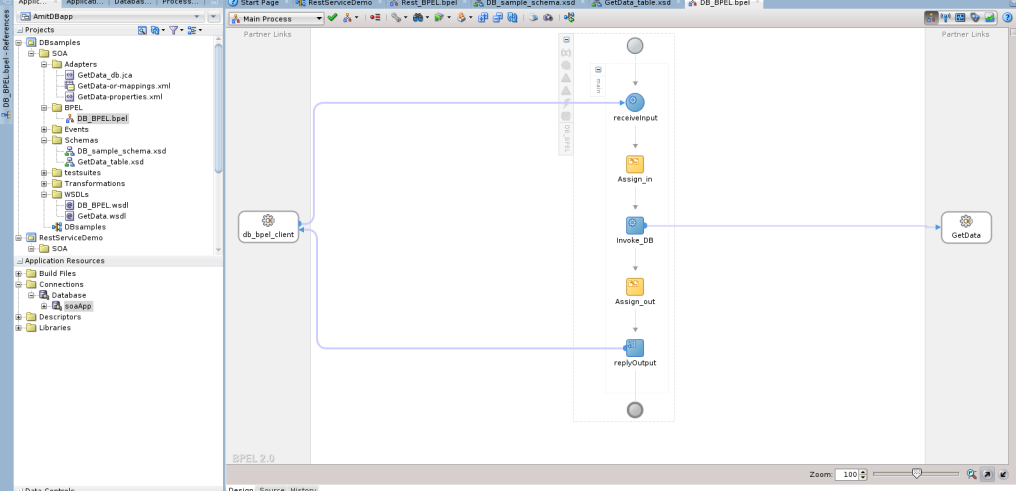 Applic...
Applicati...
Databas...
Process...
Start Page
RestServiceDemo
Rest_BPEL.bpel
DB_sample_schema.xsd
GetData_table.xsd
DB_BPEL.bpel
AmitDBapp
Main Process
DB_BPEL.bpel - References
Projects
DBsamples
SOA
Adapters
GetData_db.jca
GetData-or-mappings.xml
GetData-properties.xml
BPEL
DB_BPEL.bpel
Events
Schemas
DB_sample_schema.xsd
GetData_table.xsd
testsuites
Transformations
WSDLs
DB_BPEL.wsdl
GetData.wsdl
DBsamples
RestServiceDemo
SOA
Application Resources
Build Files
Connections
Database
soaApp
Descriptors
Libraries
Data Controls
Partner Links
Partner Links
(x)
DB_BPEL
main
receiveInput
Assign_in
db_bpel_client
Invoke_DB
GetData
Assign_out
replyOutput
BPEL 2.0
Zoom: 100
Design Source History